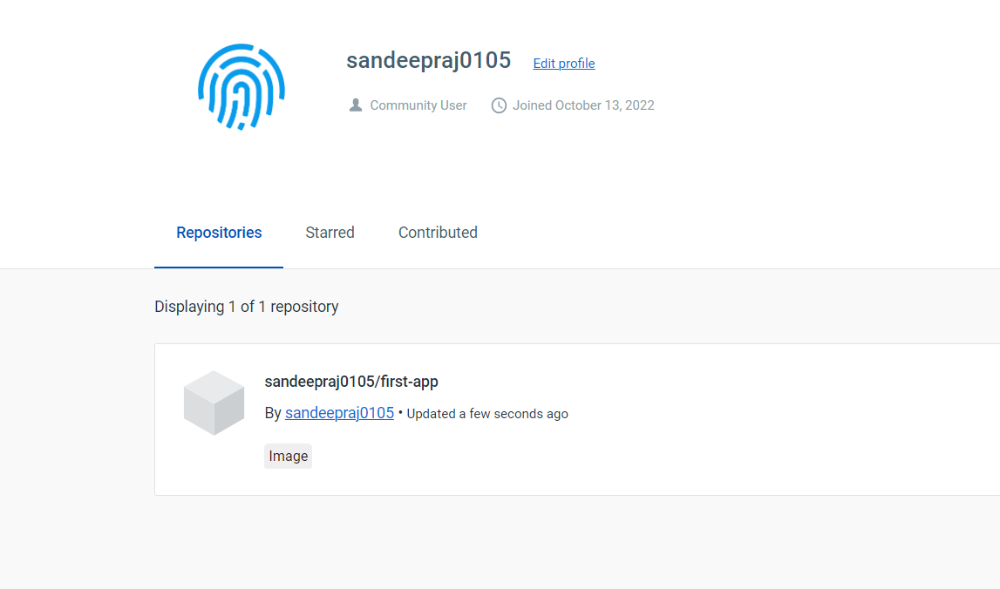 sandeepraj0105 Edit profile
Community User Joined October 13, 2022
Repositories Starred Contributed
Displaying 1 of 1 repository
sandeepraj0105/first-app
By sandeepraj0105 • Updated a few seconds ago
Image